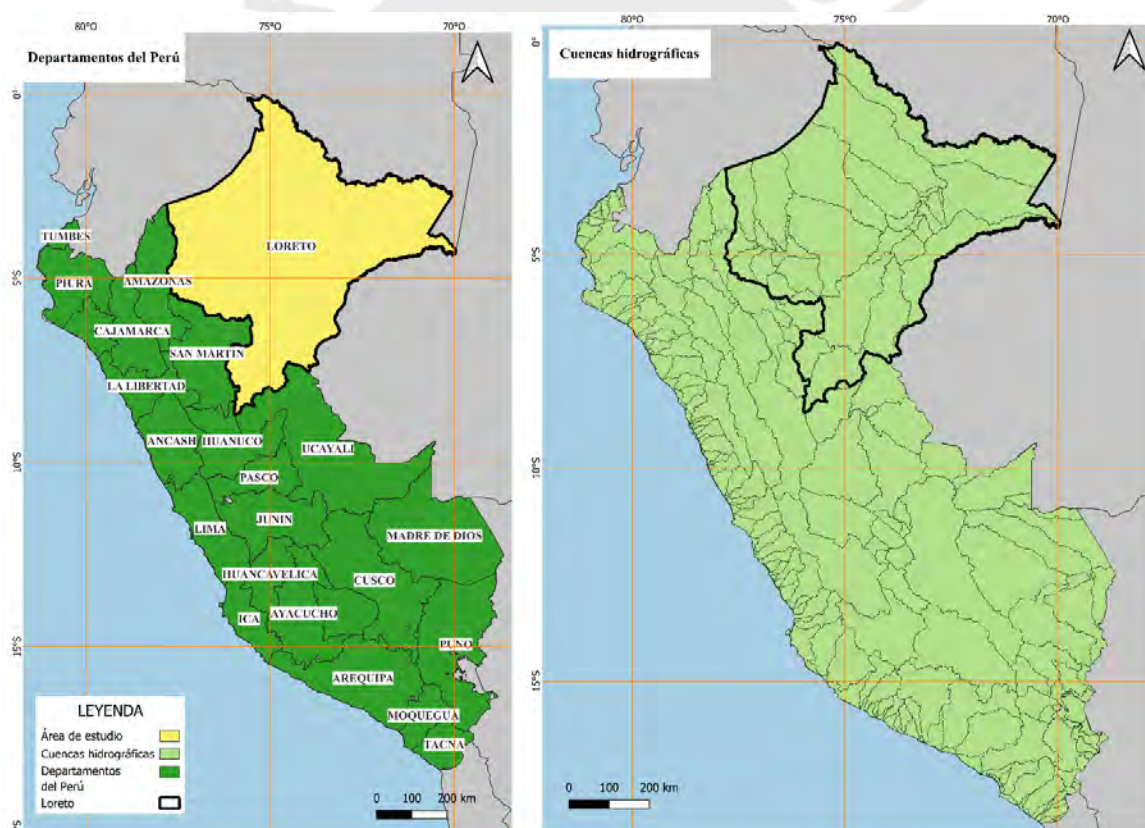 80°O
75°O
70°O
Departamentos del Perú
0°
TUMBES
LORETO
5°S
PIURA
AMAZONAS
CAJAMARCA
SAN MARTIN
LA LIBERTAD
ANCASH
HUANUCO
UCAYALI
10°S
PASCO
JUNIN
LIMA
MADRE DE DIOS
HUANCAVELICA
CUSCO
ICA
AYACUCHO
15°S
PUNO
AREQUIPA
MOQUEGUA
TACNA
LEYENDA
Área de estudio
Cuencas hidrográficas
Departamentos
del Perú
Loreto
0 100 200 km
80°O
75°O
70°O
Cuencas hidrográficas
0°
5°S
10°S
15°S
0 100 200 km